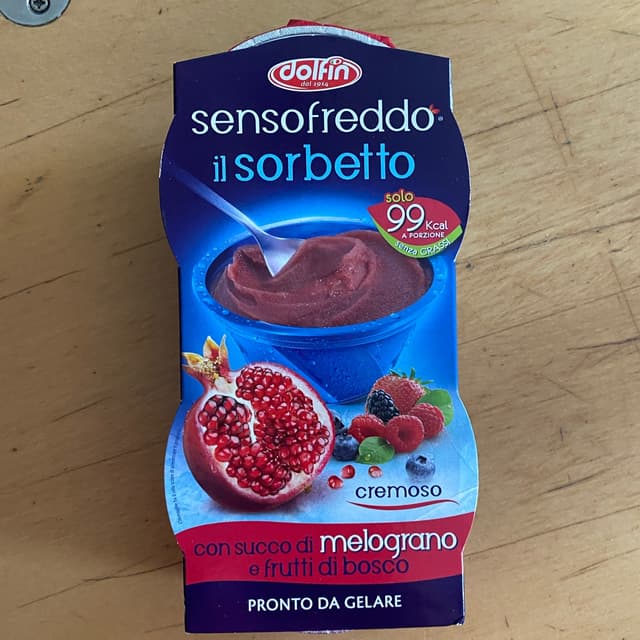 dolfin
dal 1914
sensofreddo®
il sorbetto
solo
99 Kcal
A PORZIONE
senza GRASSI
cremoso
con succo di melograno
e frutti di bosco
PRONTO DA GELARE